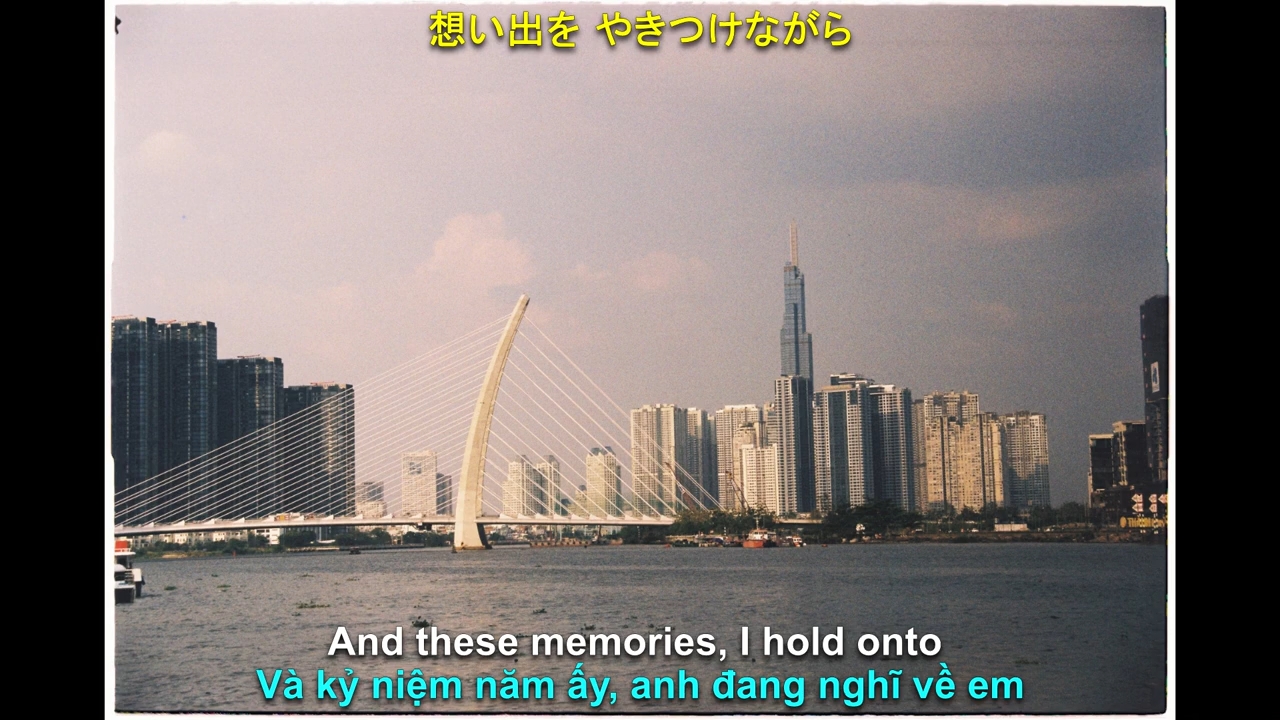 想い出を やきつけながら
And these memories, I hold onto
Và kỷ niệm năm ấy, anh đang nghĩ về em